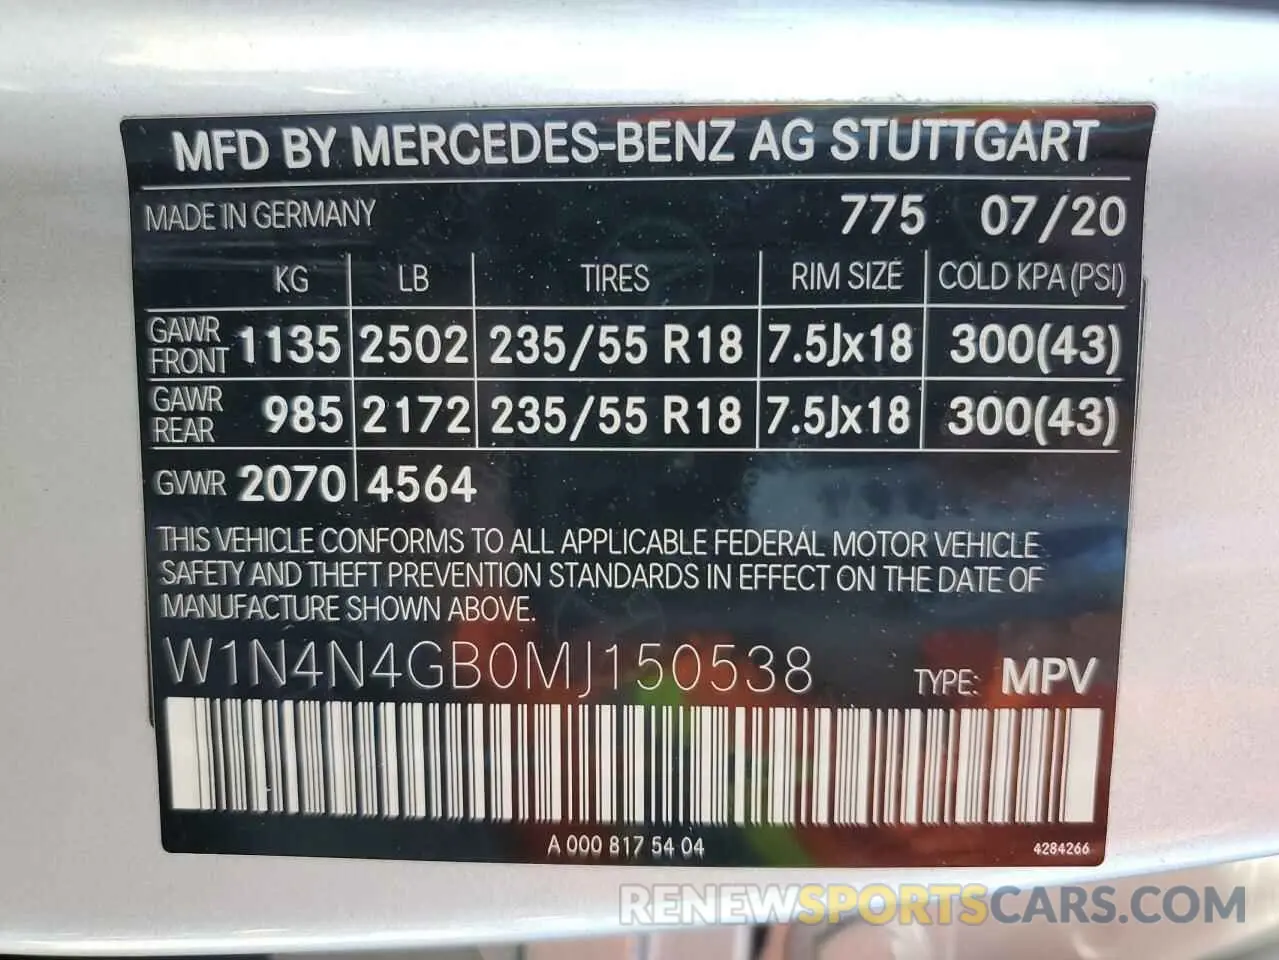 MFD BY MERCEDES-BENZ AG STUTTGART
MADE IN GERMANY 775 07/20
KG LB TIRES RIM SIZE COLD KPA (PSI)
GAWR FRONT 1135 2502 235/55 R18 7.5Jx18 300(43)
GAWR REAR 985 2172 235/55 R18 7.5Jx18 300(43)
GVWR 2070 4564
THIS VEHICLE CONFORMS TO ALL APPLICABLE FEDERAL MOTOR VEHICLE
SAFETY AND THEFT PREVENTION STANDARDS IN EFFECT ON THE DATE OF
MANUFACTURE SHOWN ABOVE.
W1N4N4GB0MJ150538 TYPE: MPV
A 000 817 54 04 4284266
RENEWSPORTSCARS.COM